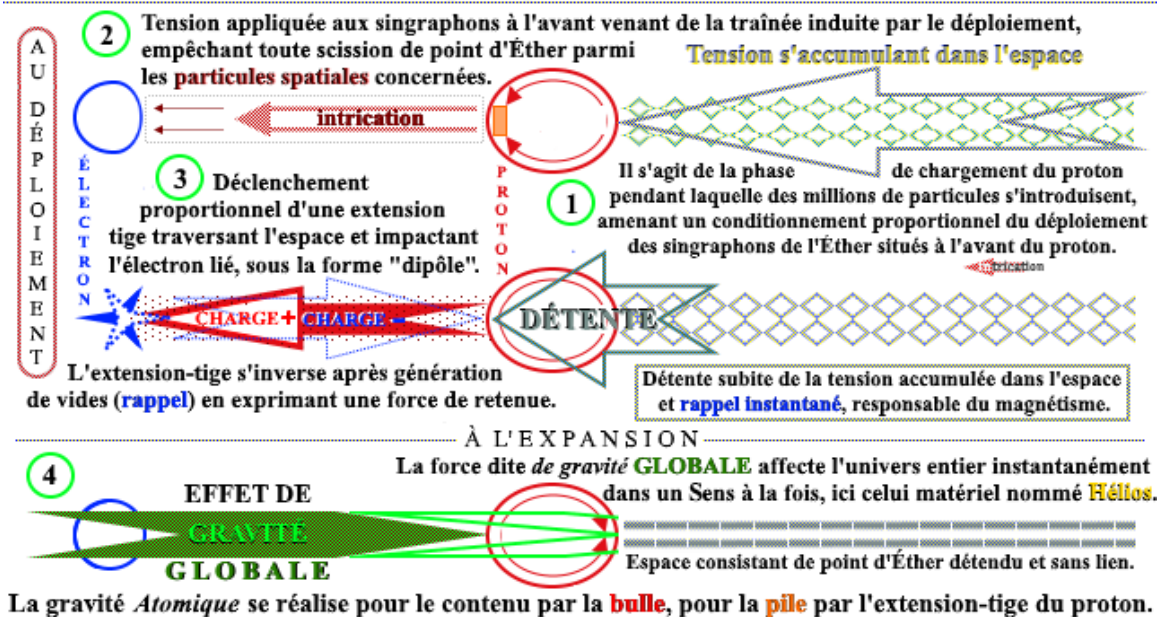 2 Tension appliquée aux singraphons à l'avant venant de la traînée induite par le déploiement,
empêchant toute scission de point d'Éther parmi
les particules spatiales concernées.
Tension s'accumulant dans l'espace
AU DÉPLOIEMENT
intrication
ÉLECTRON
PROTON
1 Il s'agit de la phase de chargement du proton
pendant laquelle des millions de particules s'introduisent,
amenant un conditionnement proportionnel du déploiement
des singraphons de l'Éther situés à l'avant du proton.
trication
3 Déclenchement
proportionnel d'une extension
tige traversant l'espace et impactant
l'électron lié, sous la forme "dipôle".
CHARGE + CHARGE -
DÉTENTE
L'extension-tige s'inverse après génération
de vides (rappel) en exprimant une force de retenue.
Détente subite de la tension accumulée dans l'espace
et rappel instantané, responsable du magnétisme.
À L'EXPANSION
4
La force dite de gravité GLOBALE affecte l'univers entier instantanément
dans un Sens à la fois, ici celui matériel nommé Hélios.
EFFET DE
GRAVITÉ
GLOBALE
Espace consistant de point d'Éther détendu et sans lien.
La gravité Atomique se réalise pour le contenu par la bulle, pour la pile par l'extension-tige du proton.